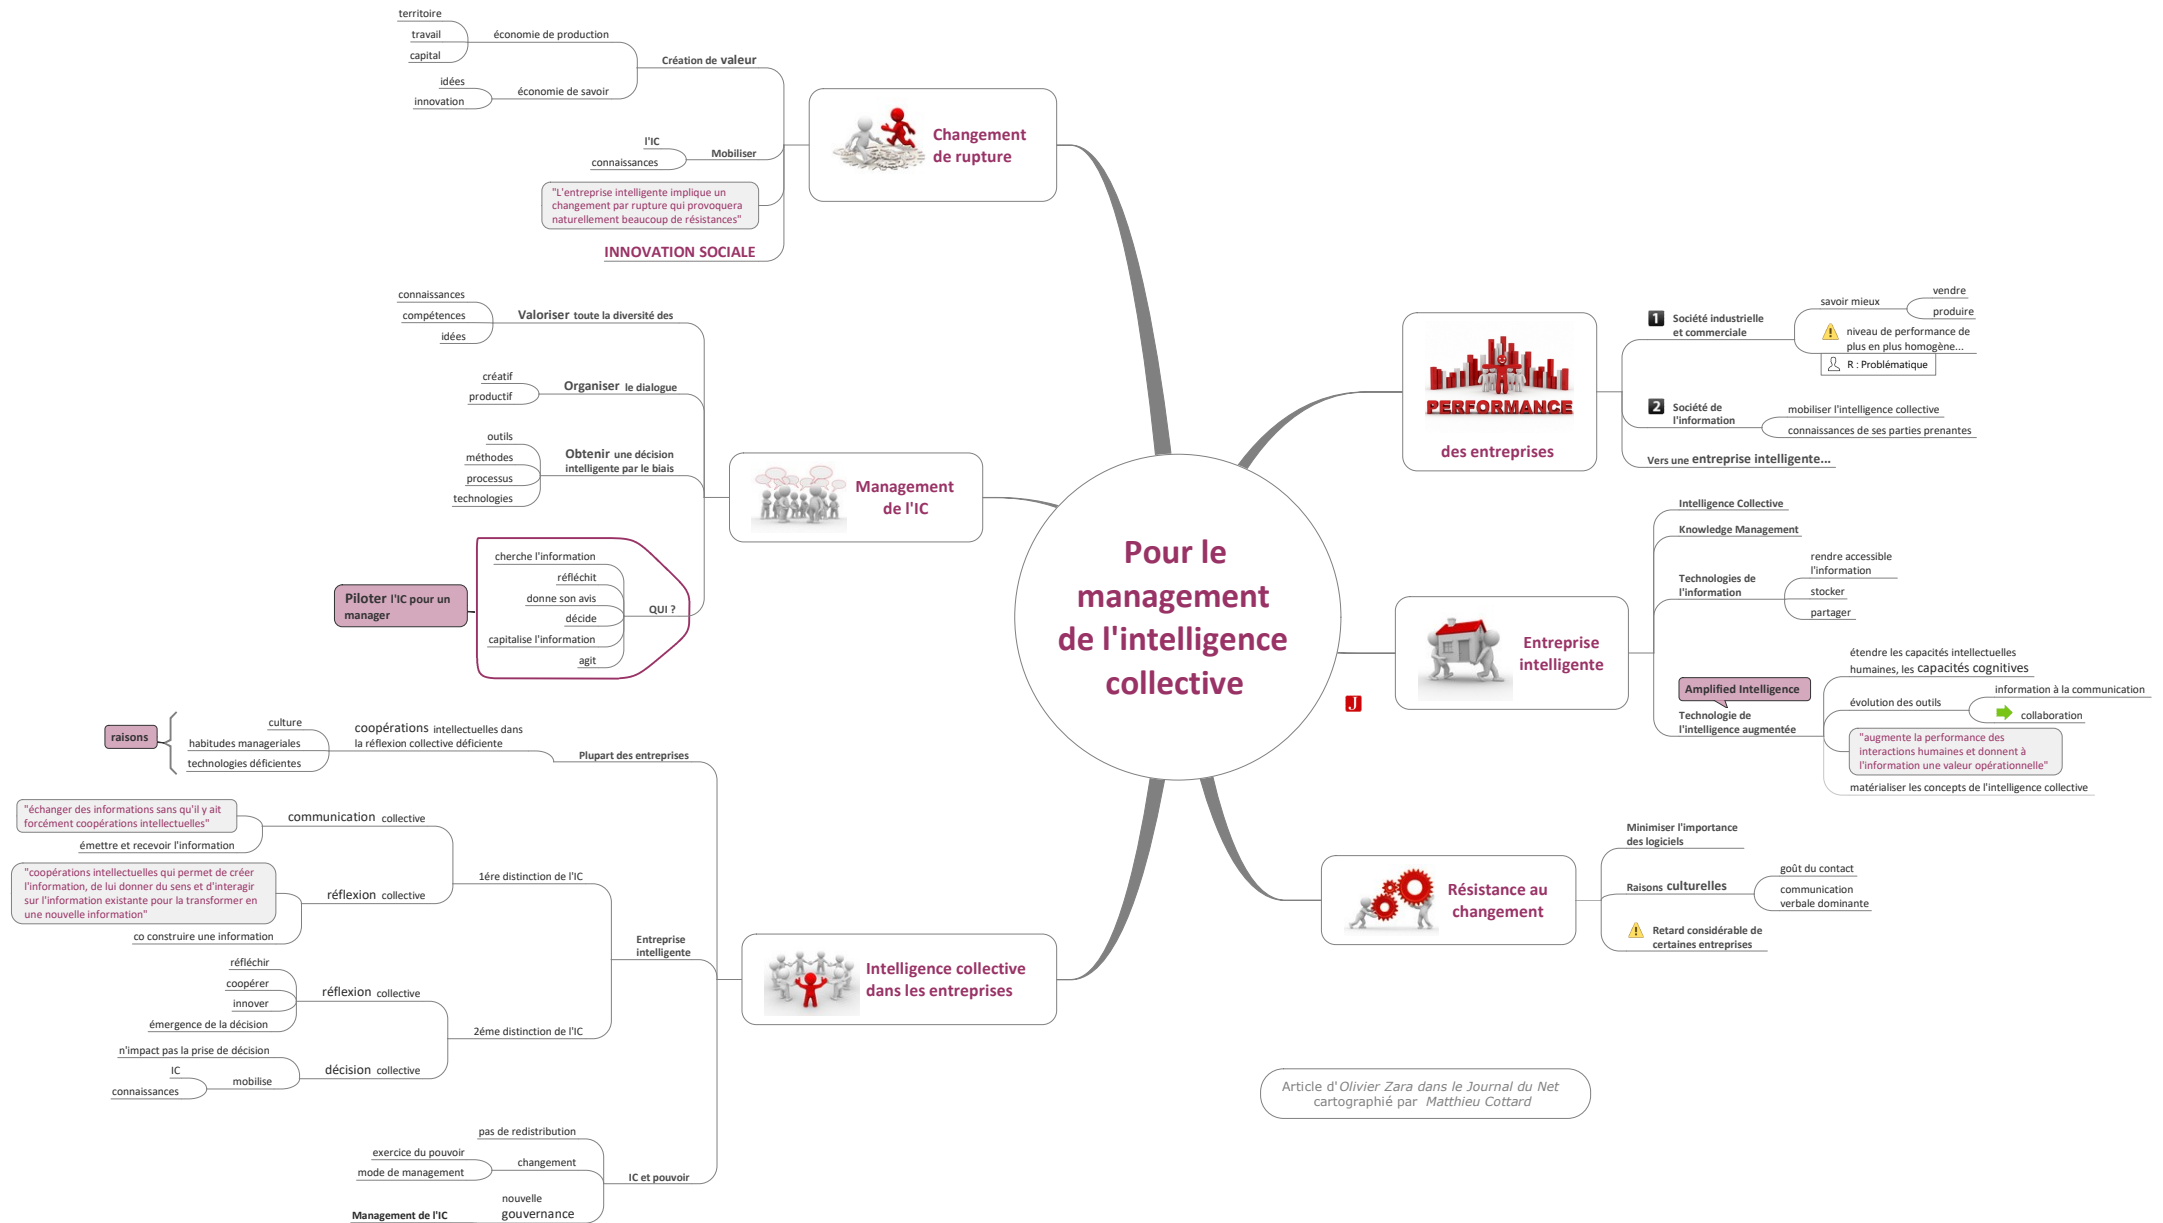 Pour le
management
de l'intelligence
collective
PERFORMANCE
des entreprises
1
Société industrielle
et commerciale
savoir mieux
vendre
produire
niveau de performance de
plus en plus homogène...
R : Problématique
2
Société de
l'information
mobiliser l'intelligence collective
connaissances de ses parties prenantes
Vers une entreprise intelligente...
Entreprise
intelligente
Intelligence Collective
Knowledge Management
Technologies de
l'information
rendre accessible
l'information
stocker
partager
Amplified Intelligence
Technologie de
l'intelligence augmentée
étendre les capacités intellectuelles
humaines, les capacités cognitives
évolution des outils
information à la communication
collaboration
"augmente la performance des
interactions humaines et donnent à
l'information une valeur opérationnelle"
matérialiser les concepts de l'intelligence collective
J
Résistance au
changement
Minimiser l'importance
des logiciels
Raisons culturelles
goût du contact
communication
verbale dominante
Retard considérable de
certaines entreprises
Article d'Olivier Zara dans le Journal du Net
cartographié par Matthieu Cottard
Changement
de rupture
Création de valeur
économie de production
territoire
travail
capital
économie de savoir
idées
innovation
Mobiliser
l'IC
connaissances
"L'entreprise intelligente implique un
changement par rupture qui provoquera
naturellement beaucoup de résistances"
INNOVATION SOCIALE
Management
de l'IC
Valoriser toute la diversité des
connaissances
compétences
idées
Organiser le dialogue
créatif
productif
Obtenir une décision
intelligente par le biais
outils
méthodes
processus
technologies
QUI ?
cherche l'information
réfléchit
donne son avis
décide
capitalise l'information
agit
Piloter l'IC pour un
manager
Intelligence collective
dans les entreprises
Plupart des entreprises
coopérations intellectuelles dans
la réflexion collective déficiente
culture
habitudes manageriales
technologies déficientes
raisons
Entreprise
intelligente
1ére distinction de l'IC
communication collective
"échanger des informations sans qu'il y ait
forcément coopérations intellectuelles"
émettre et recevoir l'information
réflexion collective
"coopérations intellectuelles qui permet de créer
l'information, de lui donner du sens et d'interagir
sur l'information existante pour la transformer en
une nouvelle information"
co construire une information
2éme distinction de l'IC
réflexion collective
réfléchir
coopérer
innover
émergence de la décision
décision collective
n'impact pas la prise de décision
mobilise
IC
connaissances
IC et pouvoir
pas de redistribution
changement
exercice du pouvoir
mode de management
nouvelle
gouvernance
Management de l'IC